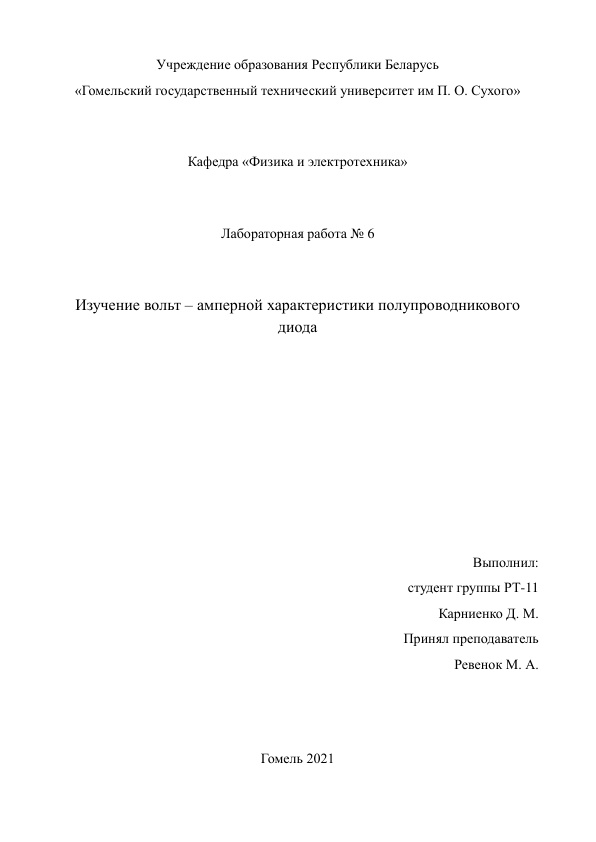 Учреждение образования Республики Беларусь
«Гомельский государственный технический университет им П. О. Сухого»
Кафедра «Физика и электротехника»
Лабораторная работа № 6
Изучение вольт – амперной характеристики полупроводникового
диода
Выполнил:
студент группы РТ-11
Карниенко Д. М.
Принял преподаватель
Ревенок М. А.
Гомель 2021